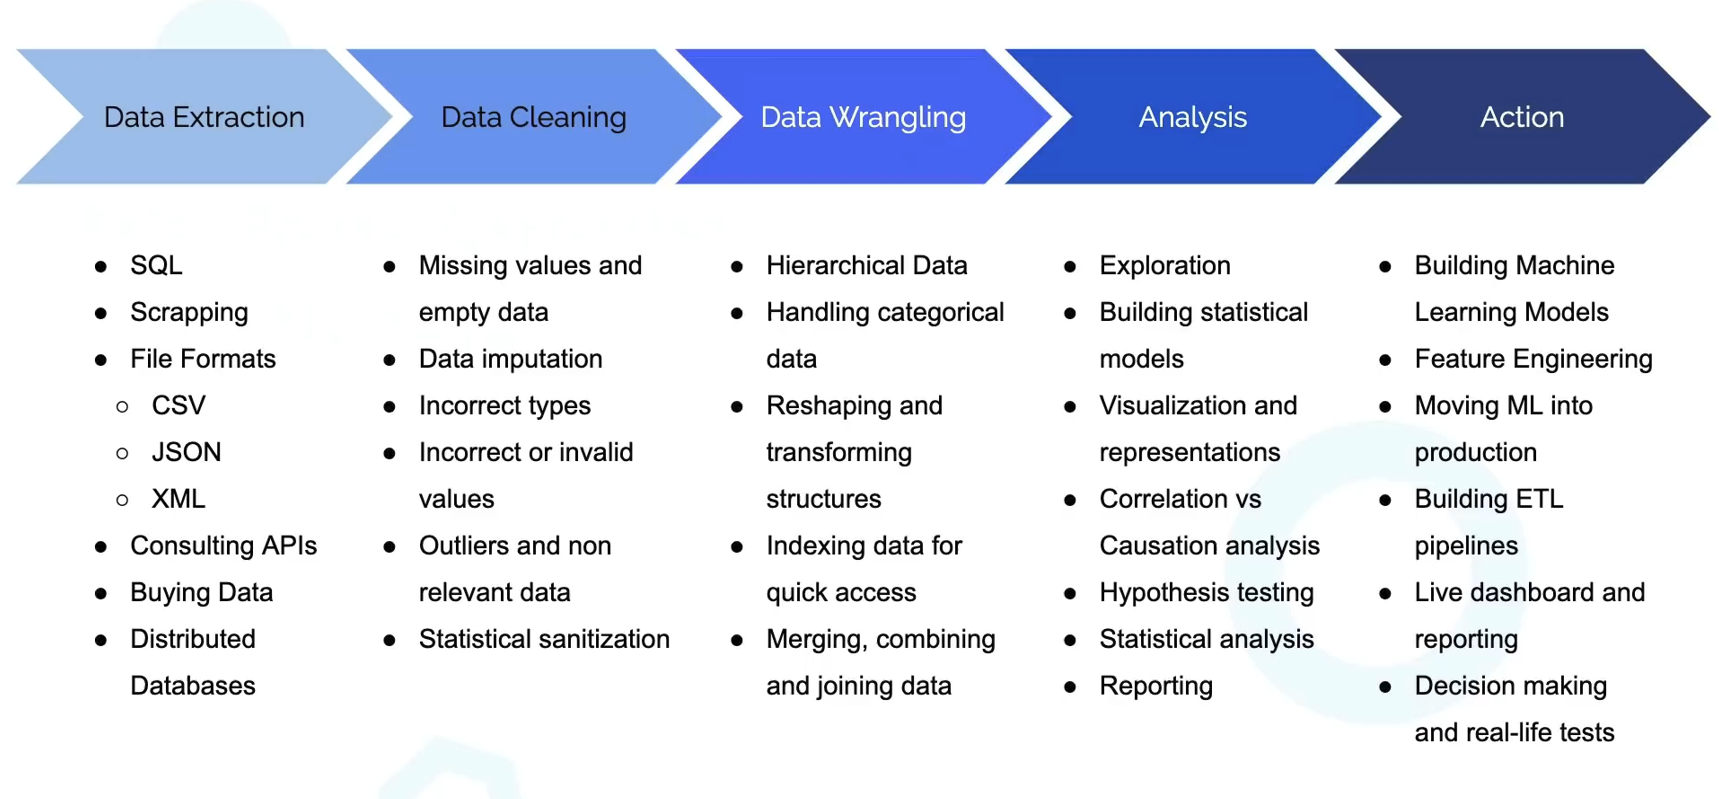 Data Extraction
Data Cleaning
Data Wrangling
Analysis
Action
● SQL
● Scrapping
● File Formats
○ CSV
○ JSON
○ XML
● Consulting APIs
● Buying Data
● Distributed
Databases
● Missing values and
empty data
● Data imputation
● Incorrect types
● Incorrect or invalid
values
● Outliers and non
relevant data
● Statistical sanitization
● Hierarchical Data
● Handling categorical
data
● Reshaping and
transforming
structures
● Indexing data for
quick access
● Merging, combining
and joining data
● Exploration
● Building statistical
models
● Visualization and
representations
● Correlation vs
Causation analysis
● Hypothesis testing
● Statistical analysis
● Reporting
● Building Machine
Learning Models
● Feature Engineering
● Moving ML into
production
● Building ETL
pipelines
● Live dashboard and
reporting
● Decision making
and real-life tests